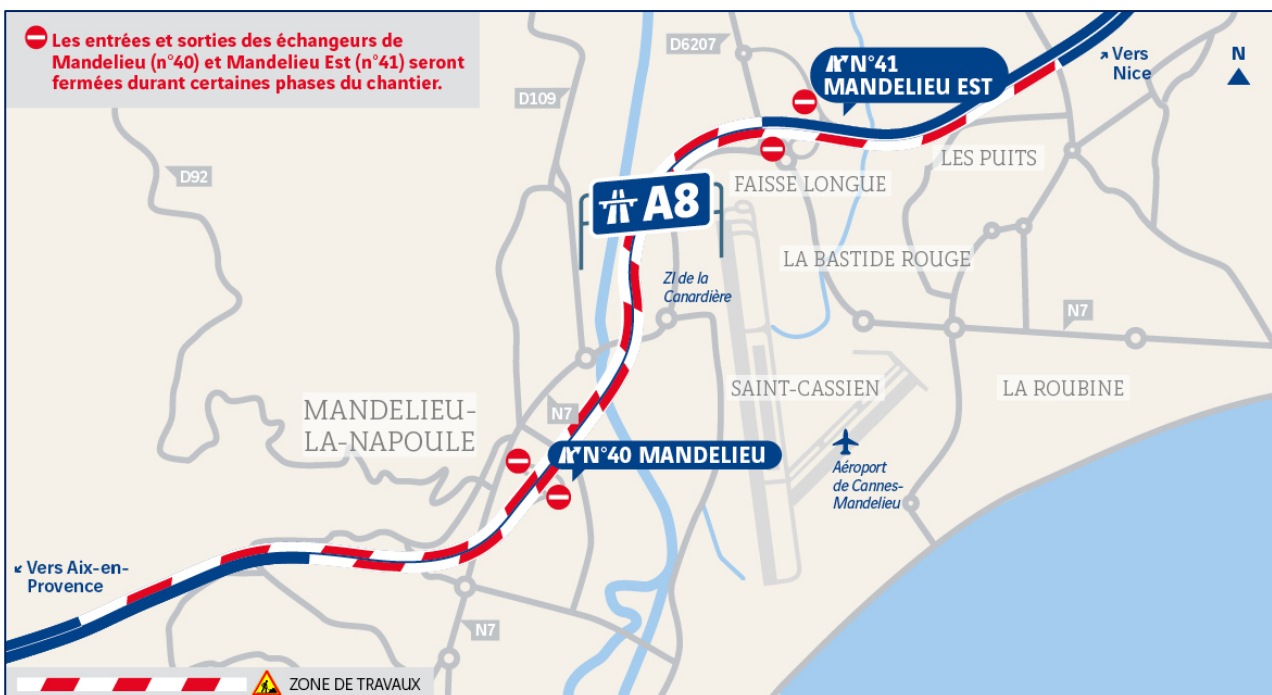 Les entrées et sorties des échangeurs de
Mandelieu (n°40) et Mandelieu Est (n°41) seront
fermées durant certaines phases du chantier.
D6207
N°41
MANDELIEU EST
Vers
Nice
N
D109
D92
LES PUITS
FAISSE LONGUE
A8
LA BASTIDE ROUGE
ZI de la
Canardière
N7
SAINT-CASSIEN
LA ROUBINE
MANDELIEU-
LA-NAPOULE
N7
N°40 MANDELIEU
Aéroport
de Cannes-
Mandelieu
Vers Aix-en-
Provence
N7
ZONE DE TRAVAUX